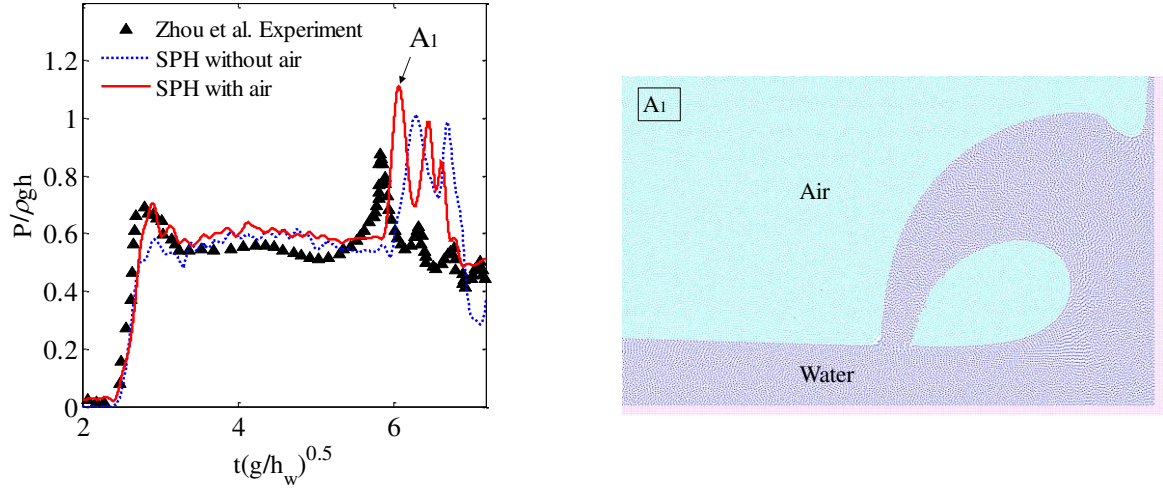 Zhou et al. Experiment
SPH without air
SPH with air
A1
1.2
1
0.8
0.6
0.4
0.2
0
P/ρgh
2
4
6
t(g/h_w)^0.5
A1
Air
Water